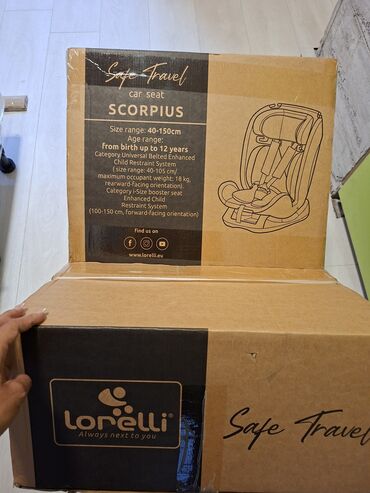 Safe Travel
car seat
SCORPIUS
Size range: 40-150cm
Age range:
from birth up to 12 years
Category Universal Belted Enhanced
Child Restraint System
( size range: 40-105 cm/
maximum occupant weight: 18 kg,
rearward-facing orientation).
Category i-Size booster seat
Enhanced Child
Restraint System
(100-150 cm, forward-facing orientation)
find us on
www.lorelli.eu
lorelli
Always next to you
Safe Travel